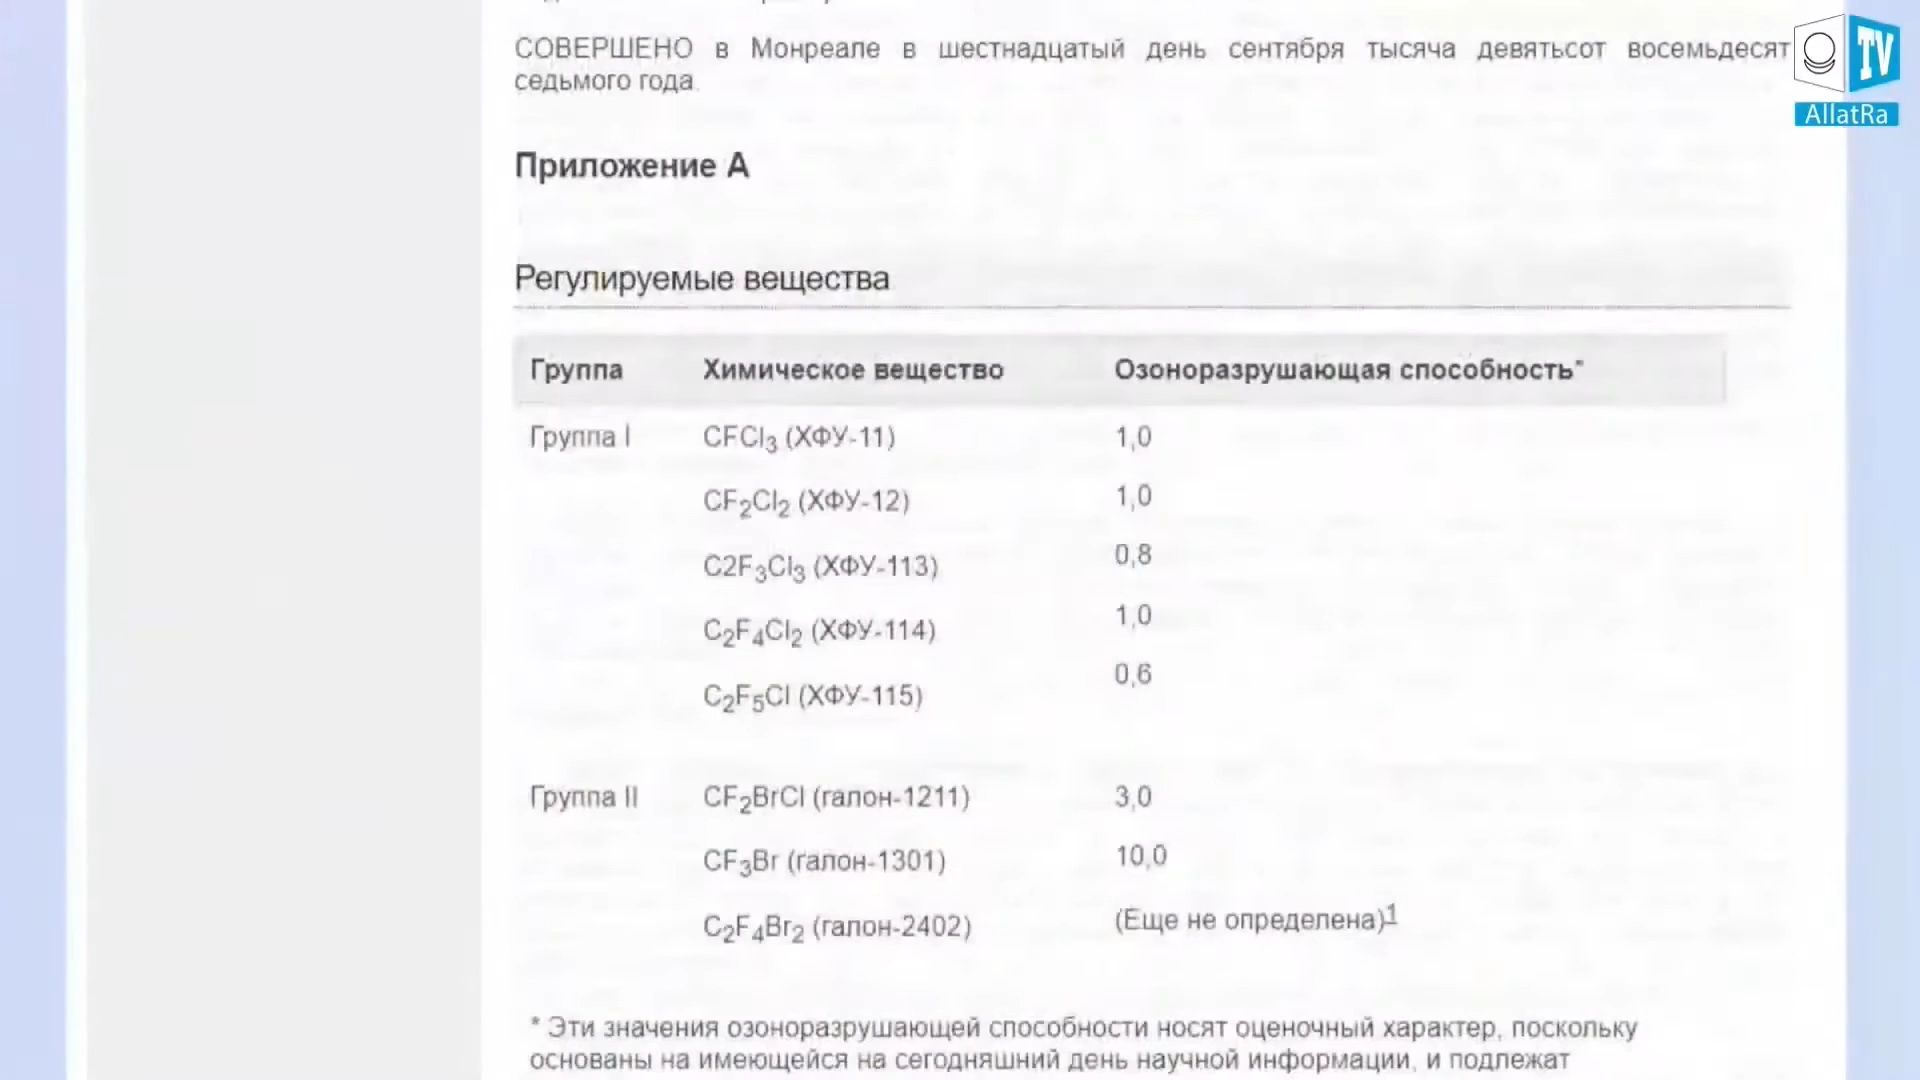 СОВЕРШЕНО в Монреале в шестнадцатый день сентября тысяча девятьсот восемьдесят
седьмого года.
TV
AllatRa
Приложение А
Регулируемые вещества
Группа Химическое вещество Озоноразрушающая способность*
Группа I CFCl₃ (ХФУ-11) 1,0
CF₂Cl₂ (ХФУ-12) 1,0
C2F₃Cl₃ (ХФУ-113) 0,8
C₂F₄Cl₂ (ХФУ-114) 1,0
C₂F₅Cl (ХФУ-115) 0,6
Группа II CF₂BrCl (галон-1211) 3,0
CF₃Br (галон-1301) 10,0
C₂F₄Br₂ (галон-2402) (Еще не определена)¹
* Эти значения озоноразрушающей способности носят оценочный характер, поскольку
основаны на имеющейся на сегодняшний день научной информации, и подлежат